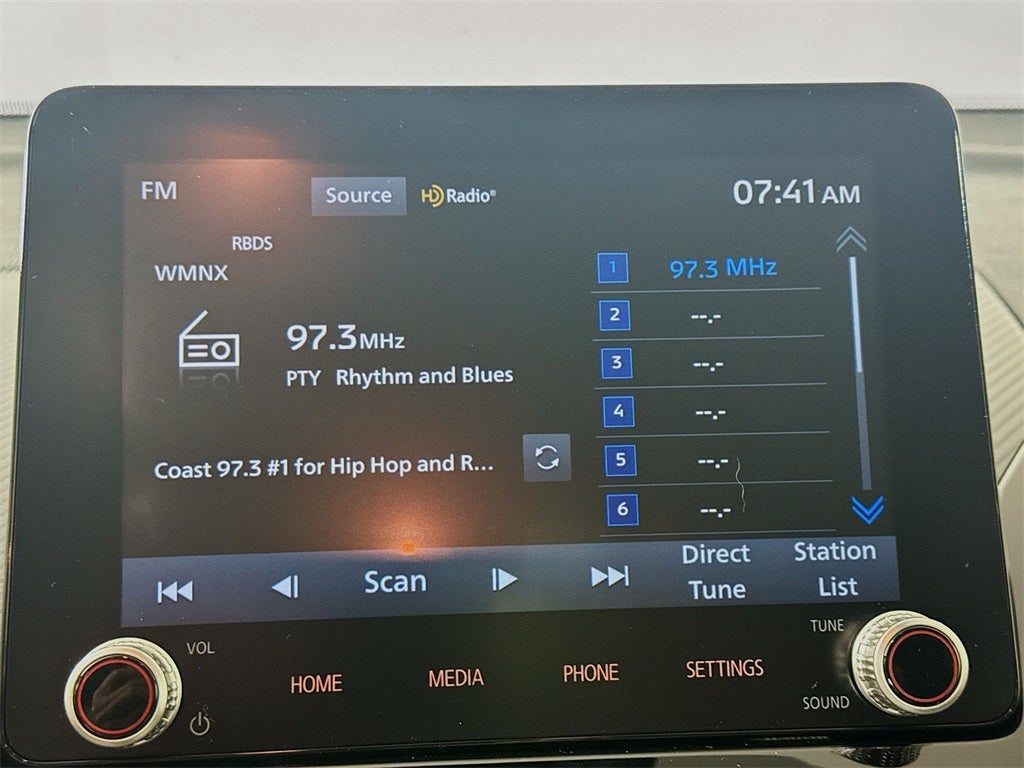 FM
Source
HD Radio®
07:41 AM
RBDS
WMNX
97.3 MHz
PTY Rhythm and Blues
Coast 97.3 #1 for Hip Hop and R...
1 97.3 MHz
2 --.-
3 --.-
4 --.-
5 --.-
6 --.-
Scan
Direct
Tune
Station
List
VOL
HOME
MEDIA
PHONE
SETTINGS
TUNE
SOUND